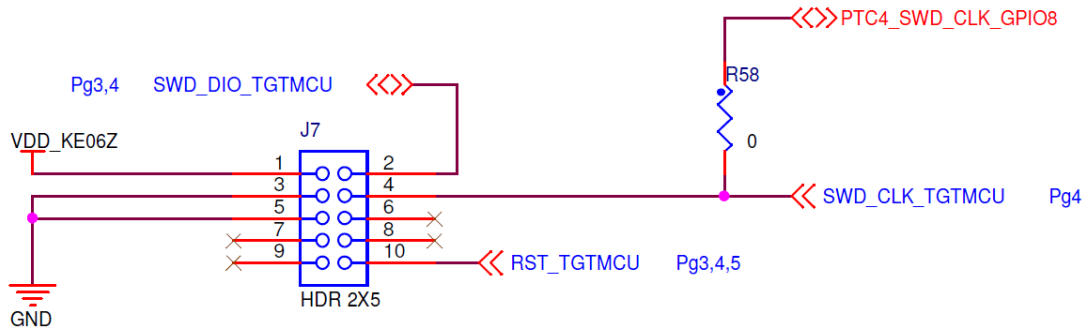 PTC4_SWD_CLK_GPIO8
Pg3,4 SWD_DIO_TGTMCU
R58
0
VDD_KE06Z
J7
1 2
3 4
5 6
7 8
9 10
SWD_CLK_TGTMCU Pg4
RST_TGTMCU Pg3,4,5
HDR 2X5
GND